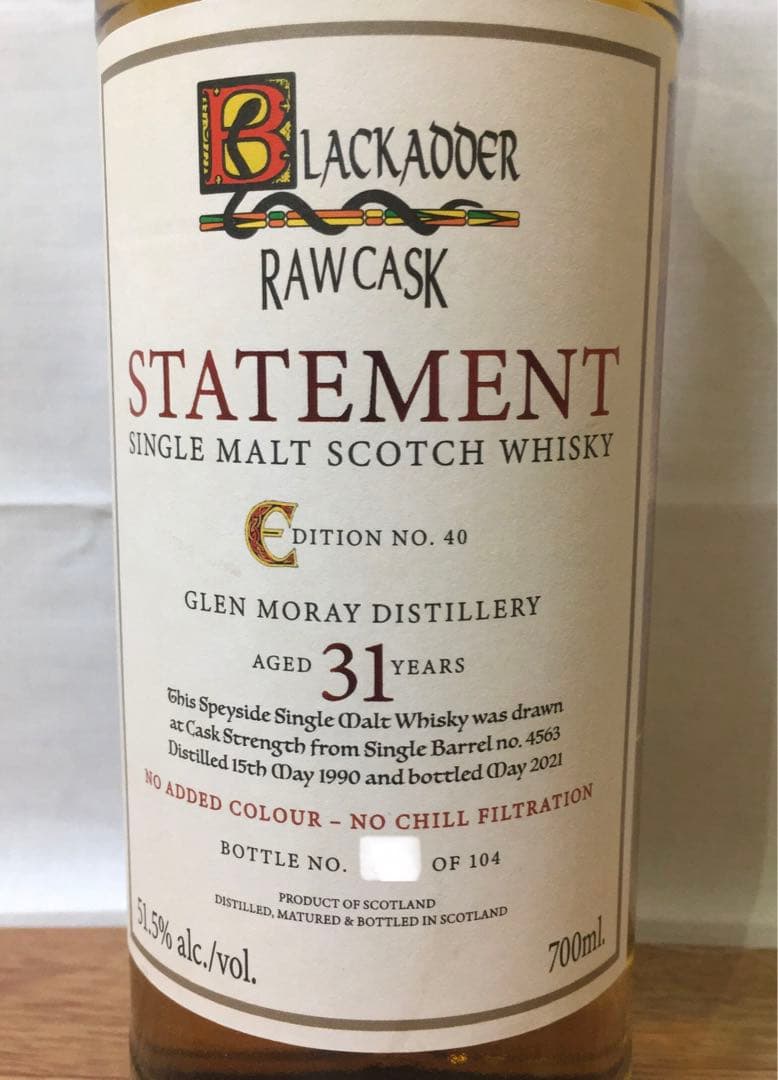 BLACKADDER
RAW CASK
STATEMENT
SINGLE MALT SCOTCH WHISKY
EDITION NO. 40
GLEN MORAY DISTILLERY
AGED 31 YEARS
This Speyside Single Malt Whisky was drawn
at Cask Strength from Single Barrel no. 4563
Distilled 15th May 1990 and bottled May 2021
NO ADDED COLOUR – NO CHILL FILTRATION
BOTTLE NO. OF 104
PRODUCT OF SCOTLAND
DISTILLED, MATURED & BOTTLED IN SCOTLAND
51.5% alc./vol.
700ml.